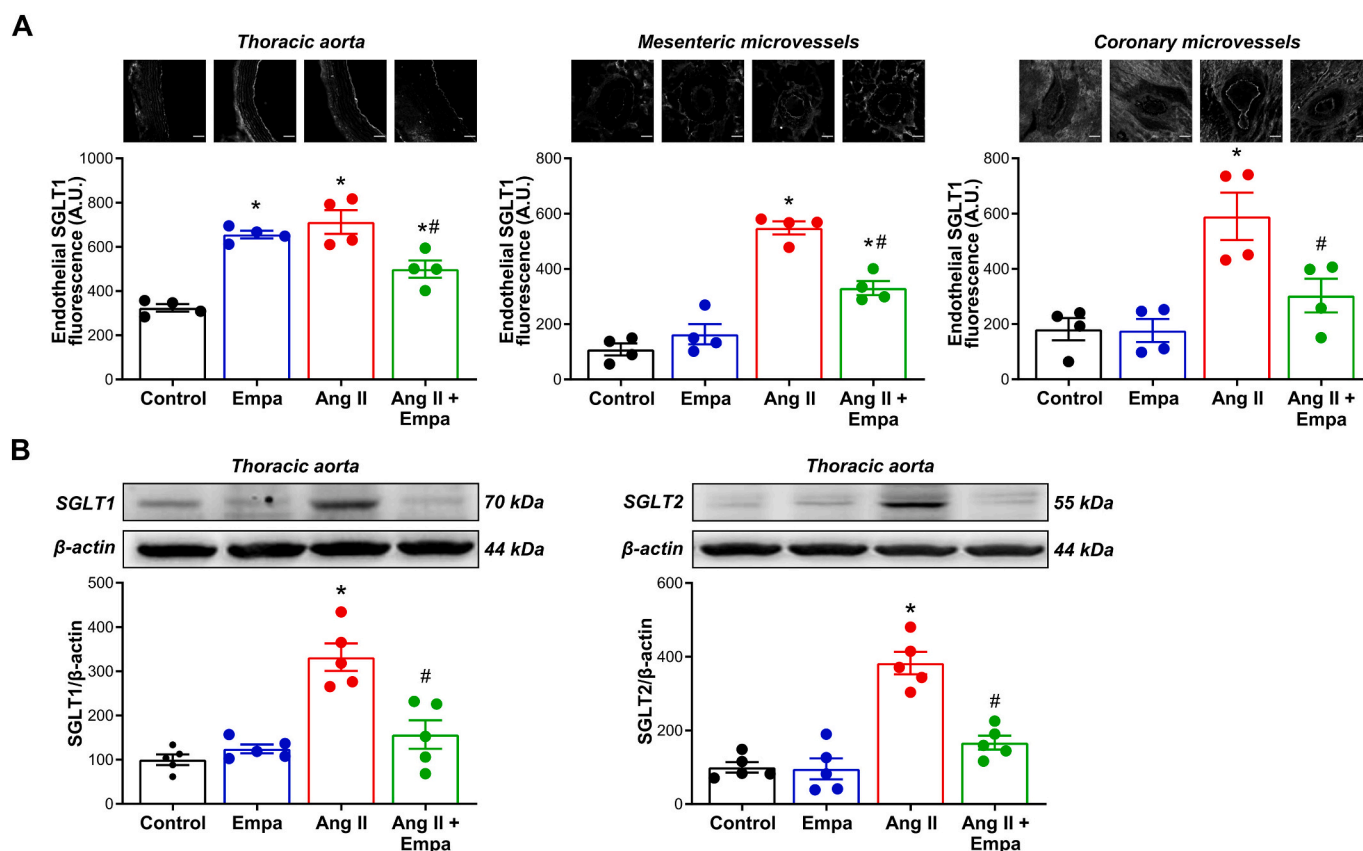 A
Thoracic aorta
Mesenteric microvessels
Coronary microvessels
Endothelial SGLT1
fluorescence (A.U.)
1000
800
600
400
200
0
*
*
*#
Control
Empa
Ang II
Ang II +
Empa
Endothelial SGLT1
fluorescence (A.U.)
800
600
400
200
0
*
*#
Control
Empa
Ang II
Ang II +
Empa
Endothelial SGLT1
fluorescence (A.U.)
800
600
400
200
0
*
#
Control
Empa
Ang II
Ang II +
Empa
B
Thoracic aorta
SGLT1
70 kDa
β-actin
44 kDa
SGLT1/β-actin
500
400
300
200
100
0
*
#
Control
Empa
Ang II
Ang II +
Empa
Thoracic aorta
SGLT2
55 kDa
β-actin
44 kDa
SGLT2/β-actin
600
400
200
0
*
#
Control
Empa
Ang II
Ang II +
Empa